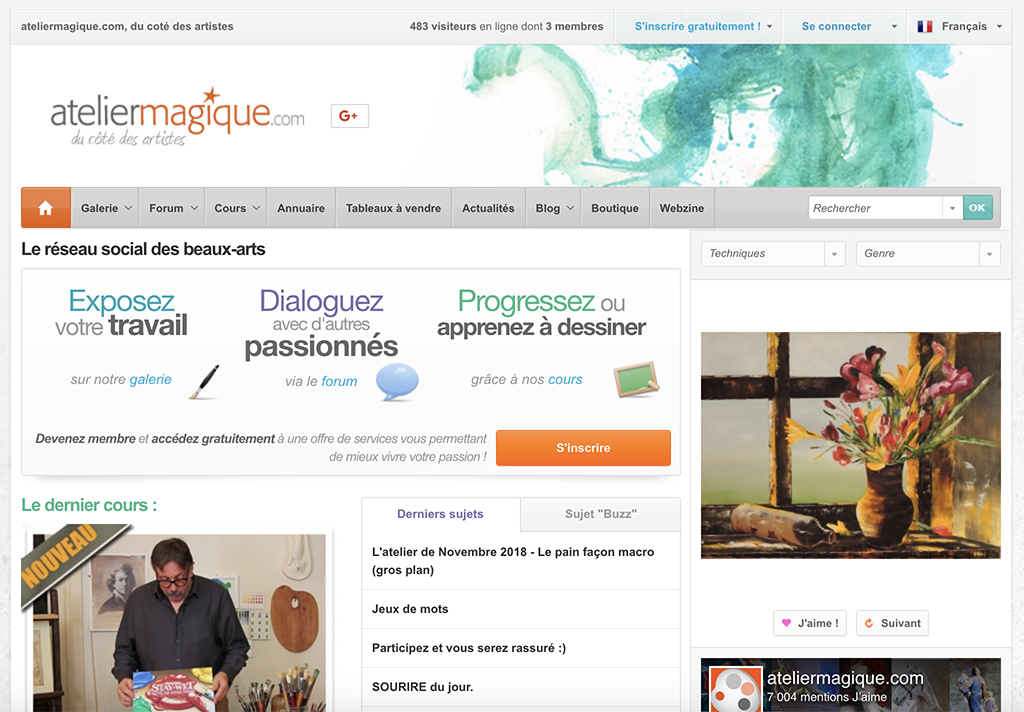 ateliermagique.com, du coté des artistes
483 visiteurs en ligne dont 3 membres
S'inscrire gratuitement !
Se connecter
Français
ateliermagique.com
du côté des artistes
G+
Galerie
Forum
Cours
Annuaire
Tableaux à vendre
Actualités
Blog
Boutique
Webzine
Rechercher
OK
Le réseau social des beaux-arts
Techniques
Genre
Exposez
votre travail
sur notre galerie
Dialoguez
avec d'autres
passionnés
via le forum
Progressez ou
apprenez à dessiner
grâce à nos cours
Devenez membre et accédez gratuitement à une offre de services vous permettant
de mieux vivre votre passion !
S'inscrire
Le dernier cours :
NOUVEAU
STAY-WET
Derniers sujets
Sujet "Buzz"
L'atelier de Novembre 2018 - Le pain façon macro
(gros plan)
Jeux de mots
Participez et vous serez rassuré :)
SOURIRE du jour.
J'aime !
Suivant
ateliermagique.com
7 004 mentions J'aime